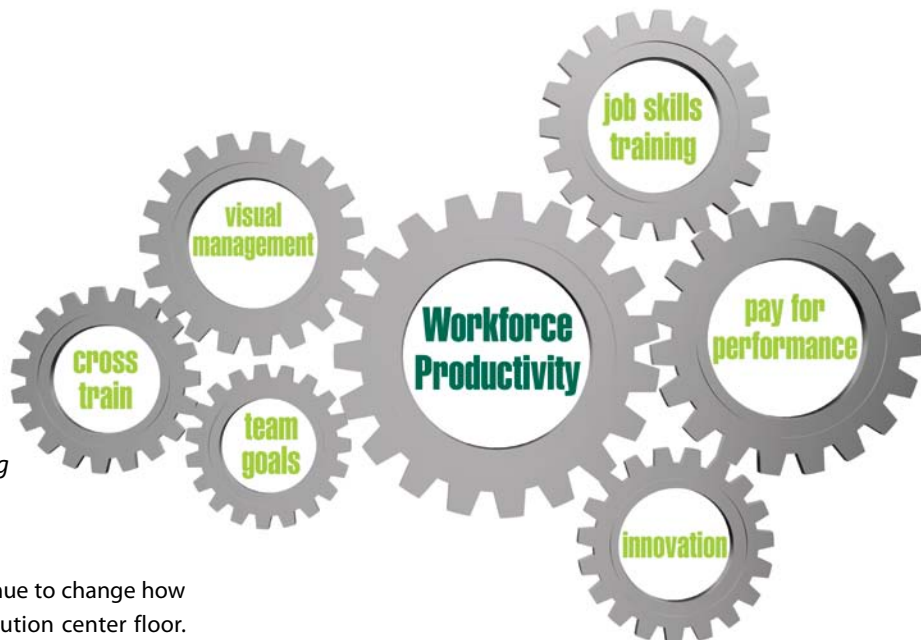 job skills
training
visual
management
Workforce
Productivity
pay for
performance
cross
train
team
goals
innovation
g
nue to change how
ution center floor.